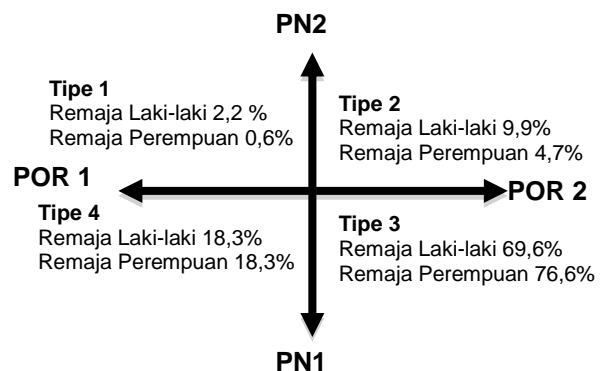 PN2
Tipe 1
Remaja Laki-laki 2,2 %
Remaja Perempuan 0,6%
Tipe 2
Remaja Laki-laki 9,9%
Remaja Perempuan 4,7%
POR 1
POR 2
Tipe 4
Remaja Laki-laki 18,3%
Remaja Perempuan 18,3%
Tipe 3
Remaja Laki-laki 69,6%
Remaja Perempuan 76,6%
PN1